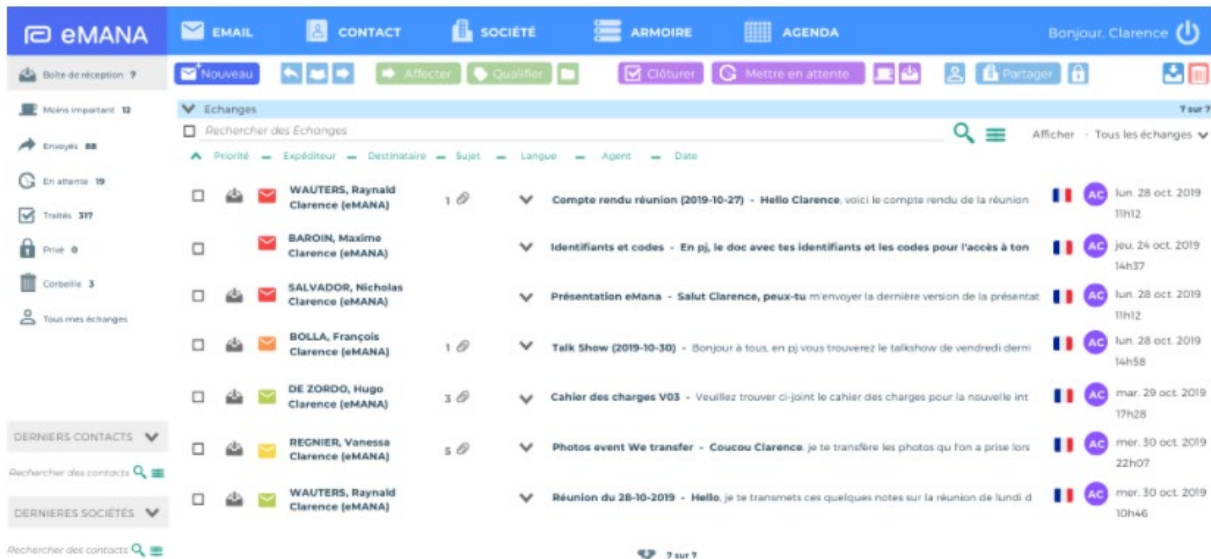 eMANA EMAIL CONTACT SOCIÉTÉ ARMOIRE AGENDA Bonjour, Clarence
Boîte de réception 7
Moins important 12
Envoyés 88
En attente 19
Traités 317
Privé 0
Corbeille 3
Tous mes échanges
DERNIERS CONTACTS
Rechercher des contacts
DERNIERES SOCIÉTÉS
Rechercher des contacts
Nouveau Affecter Qualifier Clôturer Mettre en attente Partager
Echanges 7 sur 7
Rechercher des Echanges Afficher · Tous les échanges
Priorité Expéditeur Destinataire Sujet Langue Agent Date
WAUTERS, Raynald
Clarence (eMANA)
1 Compte rendu réunion (2019-10-27) - Hello Clarence, voici le compte rendu de la réunion AC lun. 28 oct. 2019
11h12
BAROIN, Maxime
Clarence (eMANA)
Identifiants et codes - En pj, le doc avec tes identifiants et les codes pour l'accès à ton AC jeu. 24 oct. 2019
14h37
SALVADOR, Nicholas
Clarence (eMANA)
Présentation eMana - Salut Clarence, peux-tu m'envoyer la dernière version de la présentat AC lun. 28 oct. 2019
11h12
BOLLA, François
Clarence (eMANA)
1 Talk Show (2019-10-30) - Bonjour à tous, en pj vous trouverez le talkshow de vendredi derni AC lun. 28 oct. 2019
14h58
DE ZORDO, Hugo
Clarence (eMANA)
3 Cahier des charges V03 - Veuillez trouver ci-joint le cahier des charges pour la nouvelle int AC mar. 29 oct. 2019
17h28
REGNIER, Vanessa
Clarence (eMANA)
5 Photos event We transfer - Coucou Clarence, je te transfère les photos qu l'on a prise lors AC mer. 30 oct. 2019
22h07
WAUTERS, Raynald
Clarence (eMANA)
Réunion du 28-10-2019 - Hello, je te transmets ces quelques notes sur la réunion de lundi d AC mer. 30 oct. 2019
10h46
7 sur 7